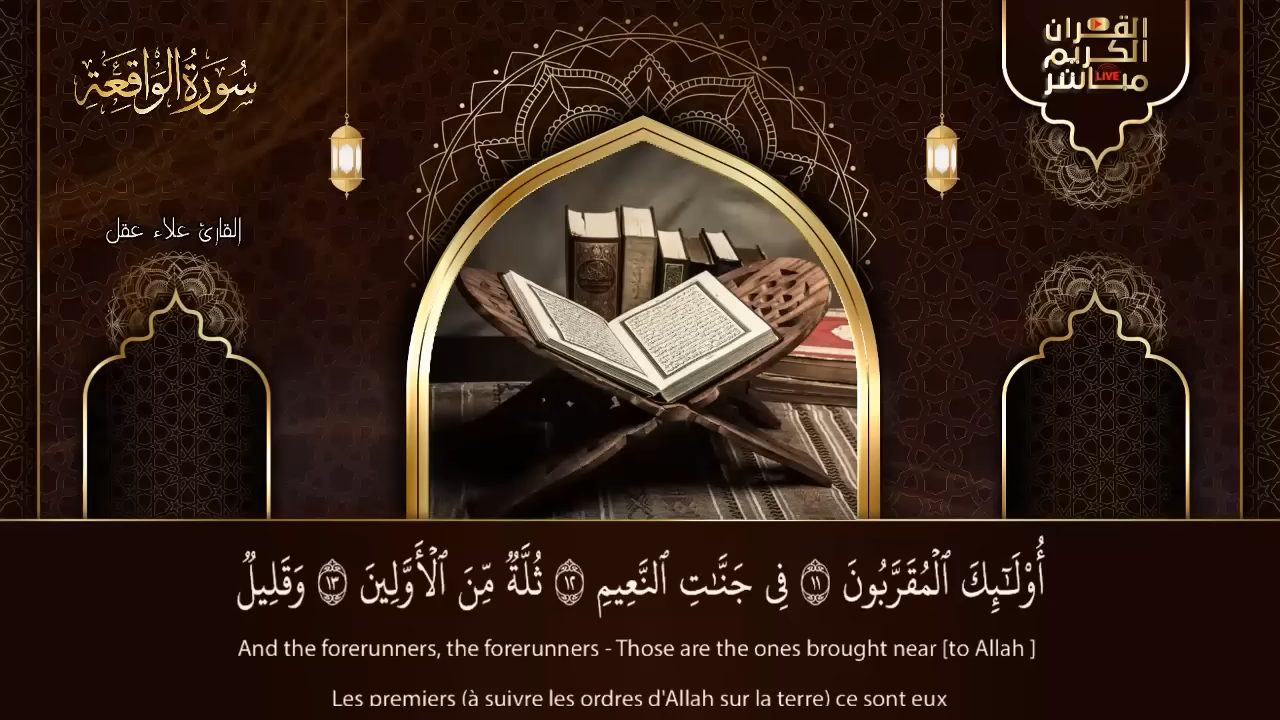 سُورَةُ الوَاقِعَة
القرآن
الكريم
مباشر
LIVE
القارئ علاء عقل
أُوْلَـٰٓئِكَ ٱلْمُقَرَّبُونَ ١١ فِى جَنَّـٰتِ ٱلنَّعِيمِ ١٢ ثُلَّةٌ مِّنَ ٱلْأَوَّلِينَ ١٣ وَقَلِيلٌ
And the forerunners, the forerunners - Those are the ones brought near [to Allah ]
Les premiers (à suivre les ordres d'Allah sur la terre) ce sont eux